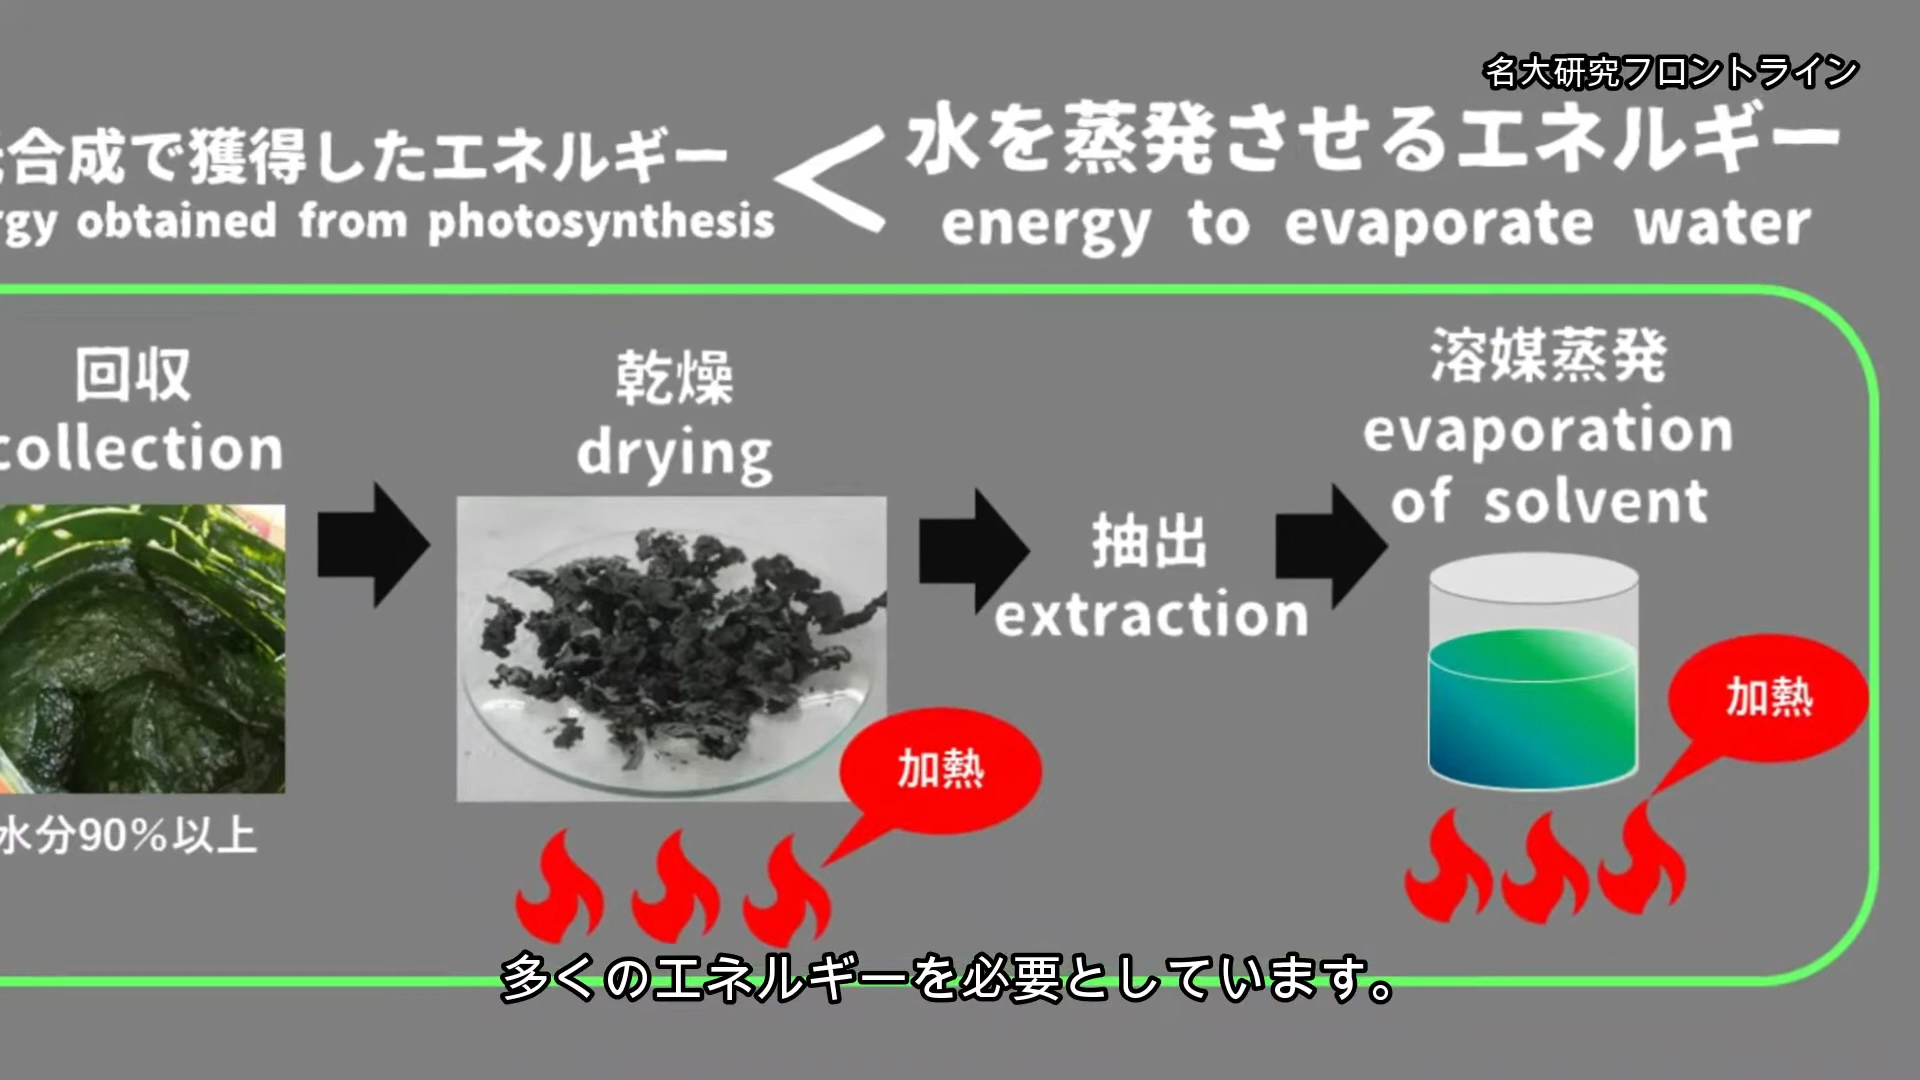 名大研究フロントライン
合成で獲得したエネルギー
obtained from photosynthesis
<
水を蒸発させるエネルギー
energy to evaporate water
回収
collection
水分90%以上
乾燥
drying
加熱
抽出
extraction
溶媒蒸発
evaporation
of solvent
加熱
多くのエネルギーを必要としています。